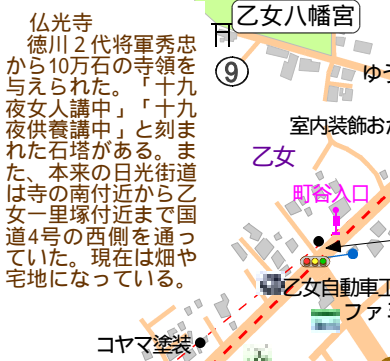 仏光寺
徳川２代将軍秀忠
から10万石の寺領を
与えられた。「十九
夜女人講中」「十九
夜供養講中」と刻ま
れた石塔がある。ま
た、本来の日光街道
は寺の南付近から乙
女一里塚付近まで国
道4号の西側を通っ
ていた。現在は畑や
宅地になっている。
乙女八幡宮
⑨
ゆう
室内装飾おか
乙女
町谷入口
乙女自動車工
ファミ
コヤマ塗装